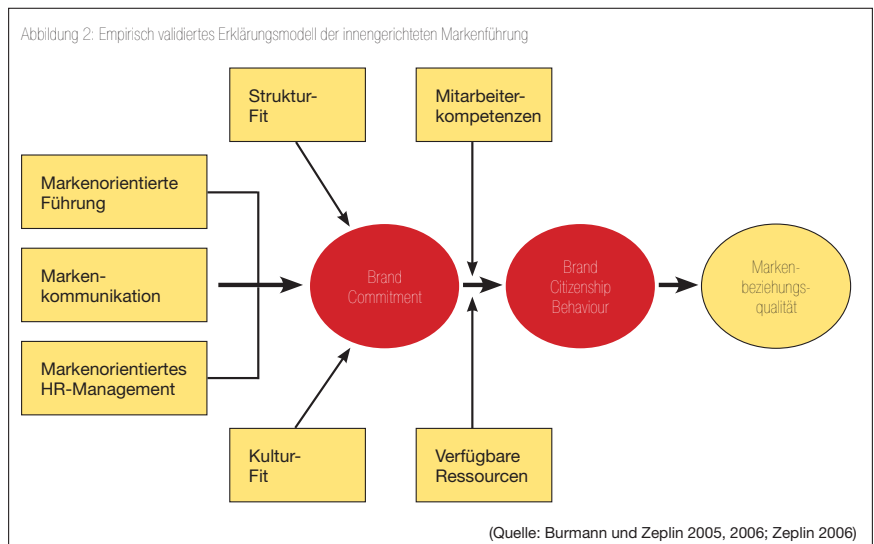 Abbildung 2: Empirisch validiertes Erklärungsmodell der innengerichteten Markenführung
Struktur-
Fit
Mitarbeiter-
kompetenzen
Markenorientierte
Führung
Marken-
kommunikation
Markenorientiertes
HR-Management
Brand
Commitment
Brand
Citizenship
Behaviour
Marken-
beziehungs-
qualität
Kultur-
Fit
Verfügbare
Ressourcen
(Quelle: Burmann und Zeplin 2005, 2006; Zeplin 2006)